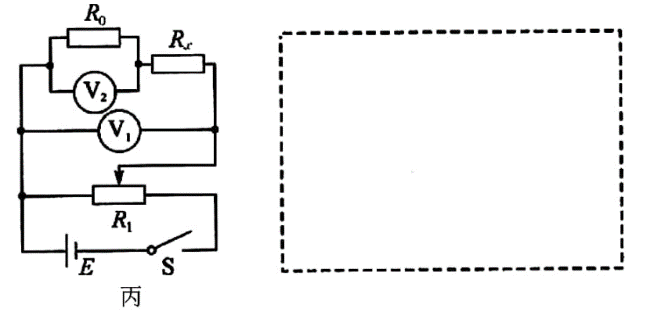 R₀
Rₓ
V₂
V₁
R₁
E
S
丙